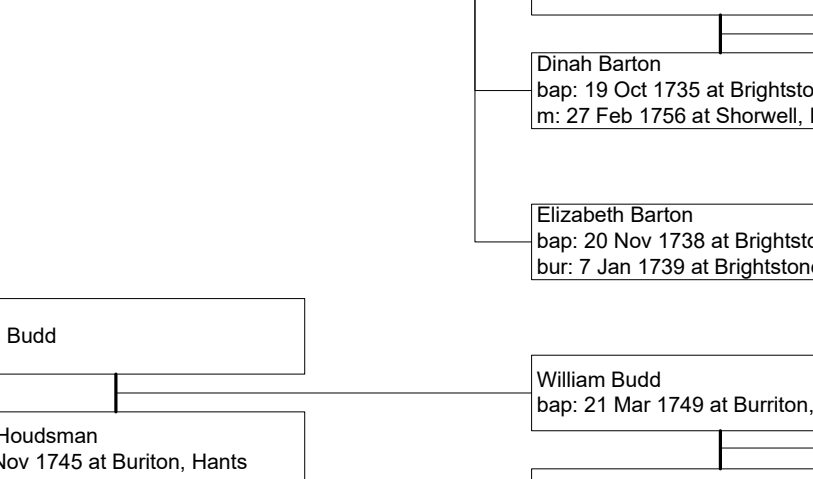 Dinah Barton
bap: 19 Oct 1735 at Brightsto
m: 27 Feb 1756 at Shorwell,
Elizabeth Barton
bap: 20 Nov 1738 at Brightsto
bur: 7 Jan 1739 at Brightstone
Budd
William Budd
bap: 21 Mar 1749 at Burriton,
Houdsman
Nov 1745 at Buriton, Hants